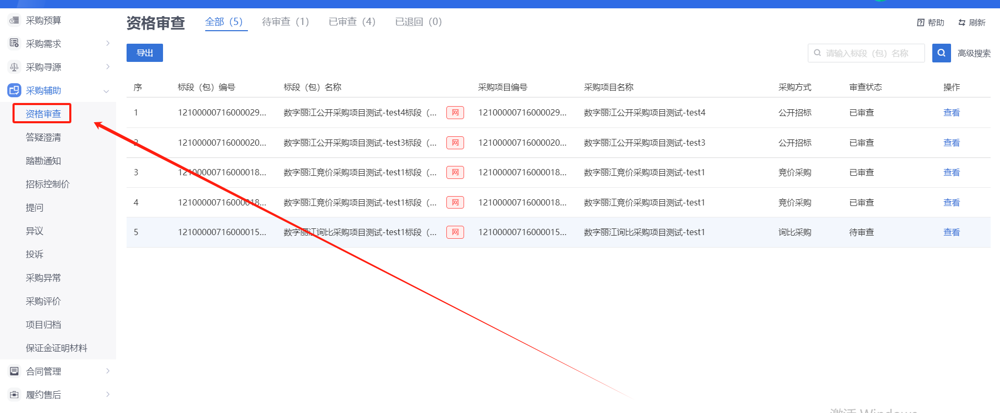 采购预算
采购需求
采购寻源
采购辅助
资格审查
答疑澄清
踏勘通知
招标控制价
提问
异议
投诉
采购异常
采购评价
项目归档
保证金证明材料
合同管理
履约售后
资格审查 全部（5） 待审查（1） 已审查（4） 已退回（0） 帮助 刷新
导出 请输入标段（包）名称 高级搜索
序 标段（包）编号 标段（包）名称 采购项目编号 采购项目名称 采购方式 审查状态 操作
1 12100000716000029... 数字丽江公开采购项目测试-test4标段（... 网 12100000716000029... 数字丽江公开采购项目测试-test4 公开招标 已审查 查看
2 12100000716000020... 数字丽江公开采购项目测试-test3标段（... 网 12100000716000020... 数字丽江公开采购项目测试-test3 公开招标 已审查 查看
3 12100000716000018... 数字丽江竞价采购项目测试-test1标段（... 网 12100000716000018... 数字丽江竞价采购项目测试-test1 竞价采购 已审查 查看
4 12100000716000018... 数字丽江竞价采购项目测试-test1标段（... 网 12100000716000018... 数字丽江竞价采购项目测试-test1 竞价采购 已审查 查看
5 12100000716000015... 数字丽江询比采购项目测试-test1标段（... 网 12100000716000015... 数字丽江询比采购项目测试-test1 询比采购 待审查 查看
激活 Windows